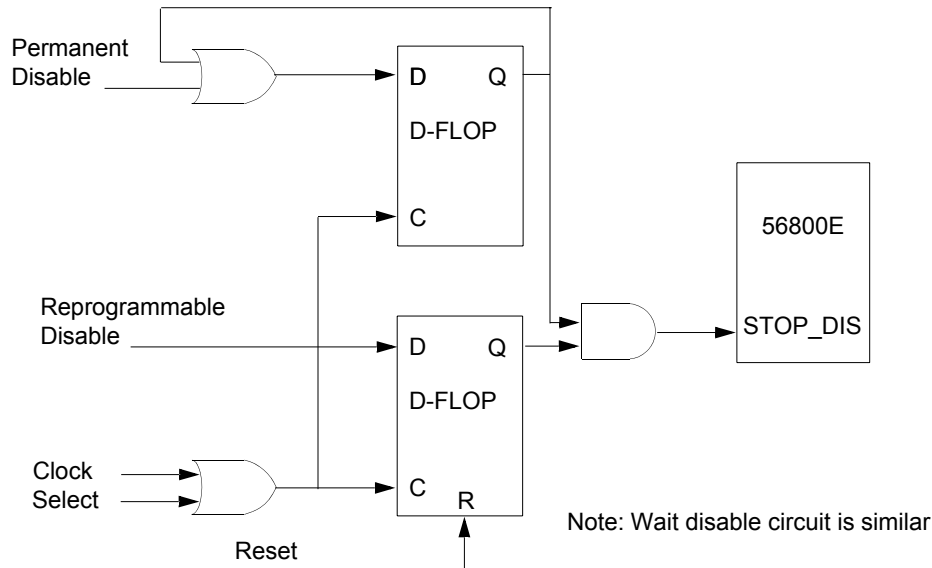 Permanent
Disable
D Q
D-FLOP
C
56800E
STOP_DIS
Reprogrammable
Disable
D Q
D-FLOP
C
R
Clock
Select
Reset
Note: Wait disable circuit is similar